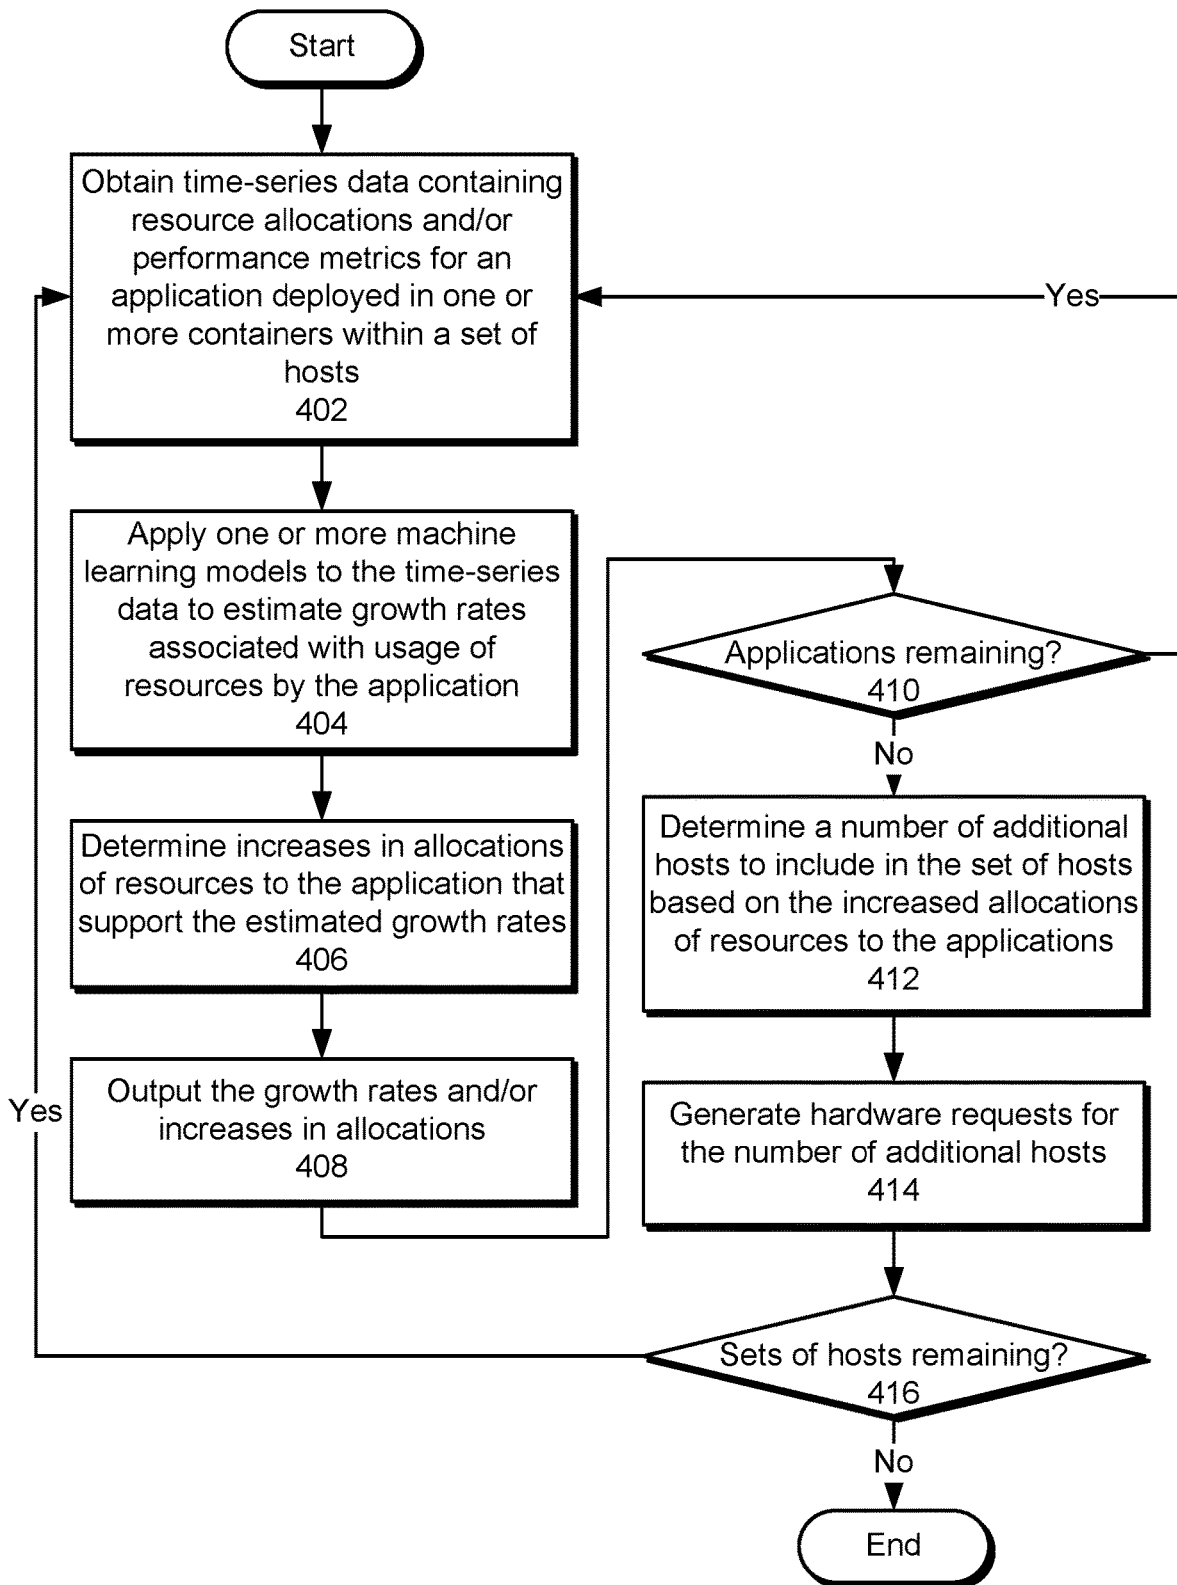 Start
Obtain time-series data containing
resource allocations and/or
performance metrics for an
application deployed in one or
more containers within a set of
hosts
402
Yes
Apply one or more machine
learning models to the time-series
data to estimate growth rates
associated with usage of
resources by the application
404
Determine increases in allocations
of resources to the application that
support the estimated growth rates
406
Output the growth rates and/or
increases in allocations
408
Yes
Applications remaining?
410
No
Determine a number of additional
hosts to include in the set of hosts
based on the increased allocations
of resources to the applications
412
Generate hardware requests for
the number of additional hosts
414
Sets of hosts remaining?
416
No
End